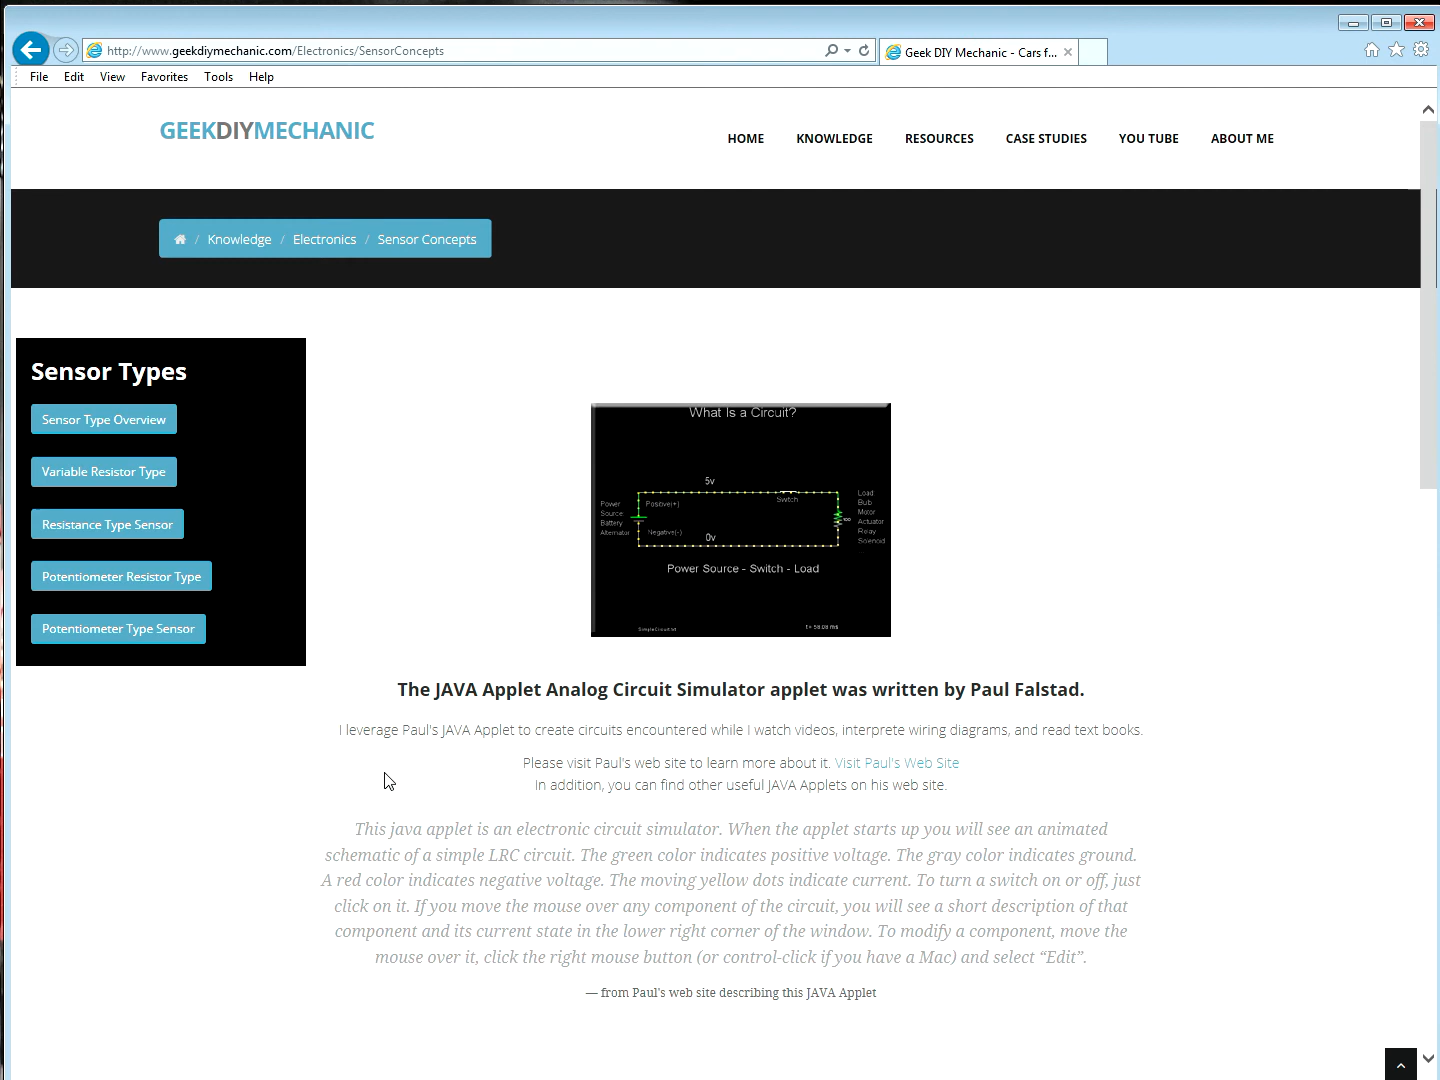 http://www.geekdiymechanic.com/Electronics/SensorConcepts
Geek DIY Mechanic - Cars f...
File Edit View Favorites Tools Help
GEEKDIYMECHANIC
HOME KNOWLEDGE RESOURCES CASE STUDIES YOU TUBE ABOUT ME
/ Knowledge / Electronics / Sensor Concepts
Sensor Types
Sensor Type Overview
Variable Resistor Type
Resistance Type Sensor
Potentiometer Resistor Type
Potentiometer Type Sensor
What Is a Circuit?
5v
Switch
Power
Source
Battery
Alternator
Positive(+)
Negative(-)
0v
Load
Bulb
Motor
Actuator
Relay
Solenoid
Power Source - Switch - Load
The JAVA Applet Analog Circuit Simulator applet was written by Paul Falstad.
I leverage Paul's JAVA Applet to create circuits encountered while I watch videos, interprete wiring diagrams, and read text books.
Please visit Paul's web site to learn more about it. Visit Paul's Web Site
In addition, you can find other useful JAVA Applets on his web site.
This java applet is an electronic circuit simulator. When the applet starts up you will see an animated
schematic of a simple LRC circuit. The green color indicates positive voltage. The gray color indicates ground.
A red color indicates negative voltage. The moving yellow dots indicate current. To turn a switch on or off, just
click on it. If you move the mouse over any component of the circuit, you will see a short description of that
component and its current state in the lower right corner of the window. To modify a component, move the
mouse over it, click the right mouse button (or control-click if you have a Mac) and select “Edit”.
— from Paul's web site describing this JAVA Applet